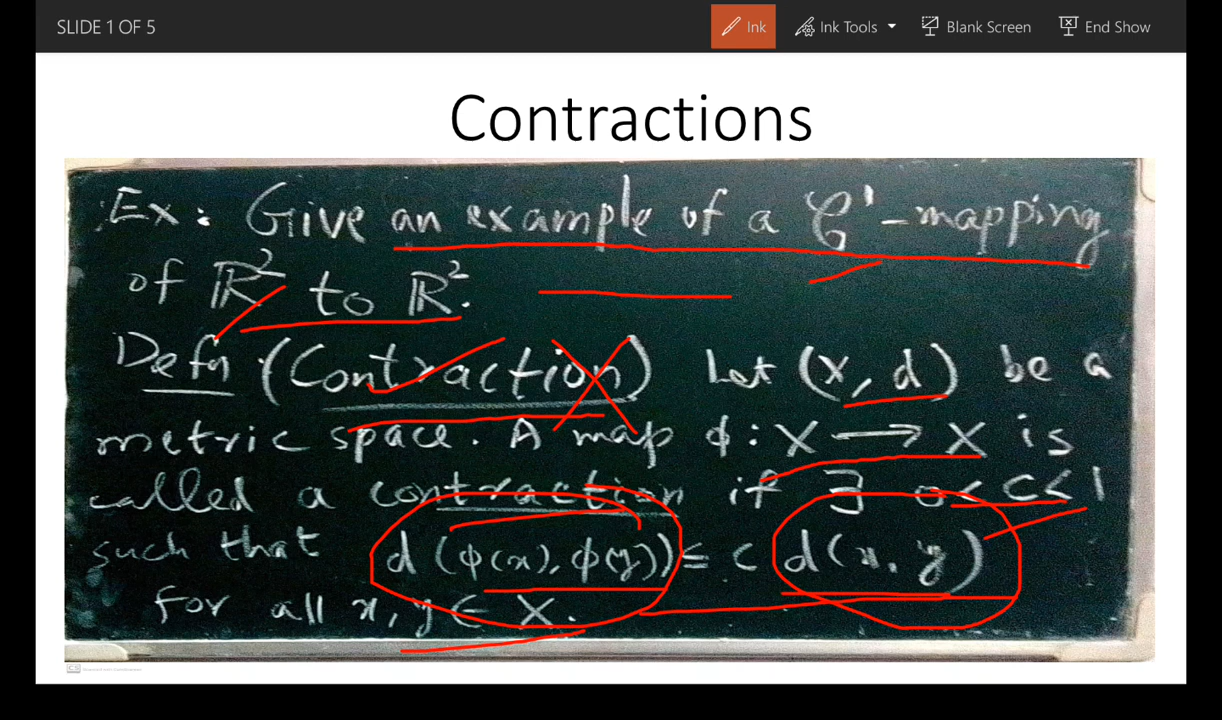 SLIDE 1 OF 5
Ink Ink Tools Blank Screen End Show
Contractions
Ex: Give an example of a C¹-mapping
of ℝ² to ℝ².
Defn (Contraction) Let (X, d) be a
metric space. A map ϕ: X → X is
called a contraction if ∃ 0 < c < 1
such that d(ϕ(x), ϕ(y)) ≤ c d(x, y)
for all x, y ∈ X.
CS